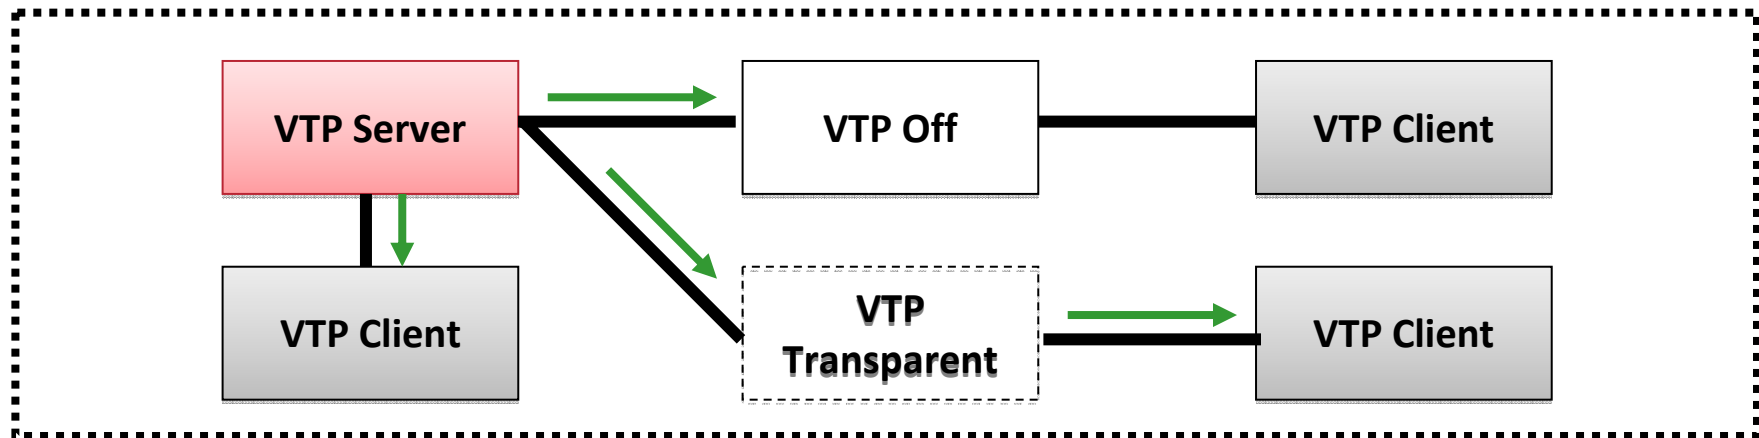 VTP Server
VTP Off
VTP Client
VTP Client
VTP
Transparent
VTP Client